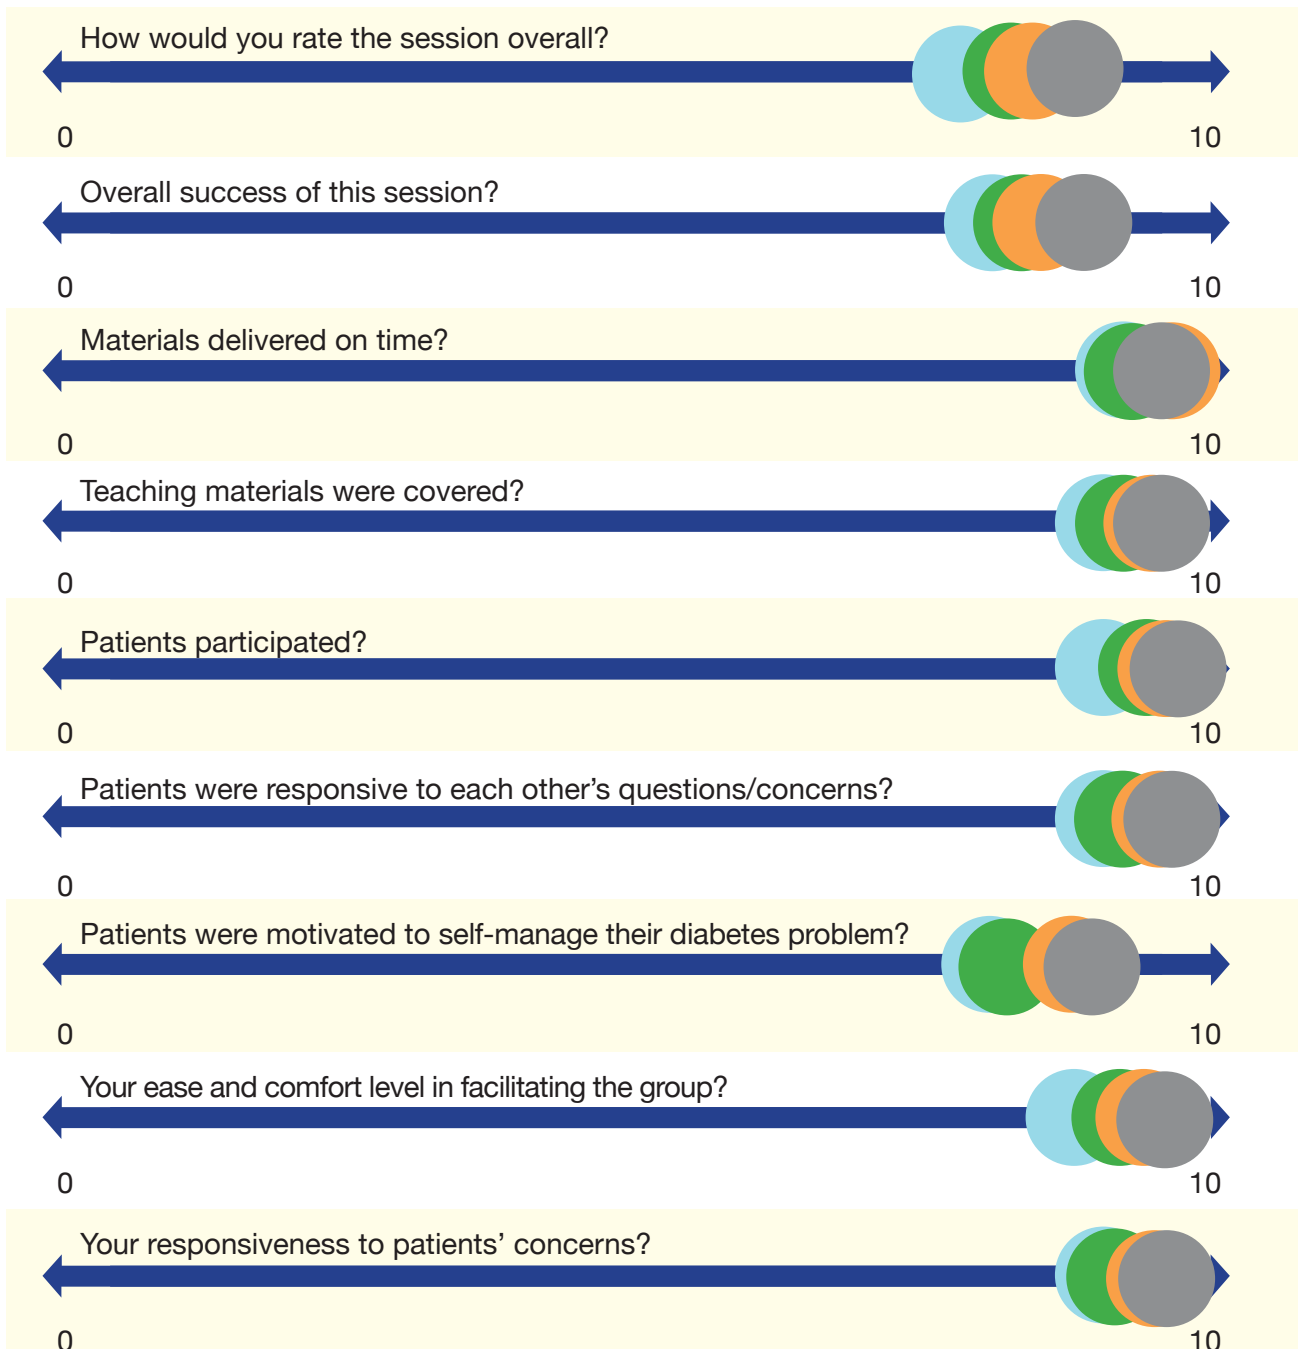 How would you rate the session overall?
0 10
Overall success of this session?
0 10
Materials delivered on time?
0 10
Teaching materials were covered?
0 10
Patients participated?
0 10
Patients were responsive to each other’s questions/concerns?
0 10
Patients were motivated to self-manage their diabetes problem?
0 10
Your ease and comfort level in facilitating the group?
0 10
Your responsiveness to patients’ concerns?
0 10